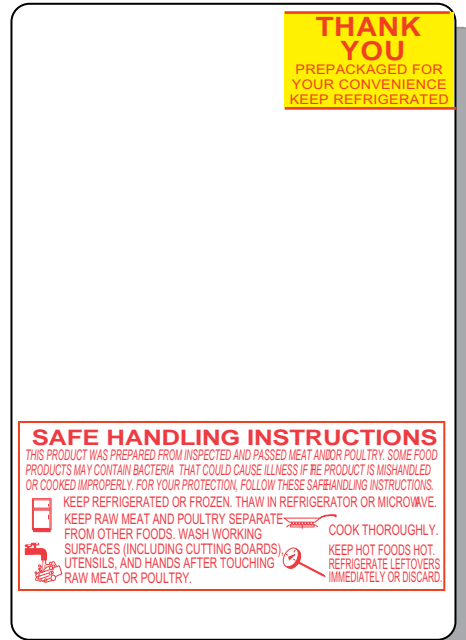 THANK
YOU
PREPACKAGED FOR
YOUR CONVENIENCE
KEEP REFRIGERATED
SAFE HANDLING INSTRUCTIONS
THIS PRODUCT WAS PREPARED FROM INSPECTED AND PASSED MEAT AND/OR POULTRY. SOME FOOD
PRODUCTS MAY CONTAIN BACTERIA THAT COULD CAUSE ILLNESS IF THE PRODUCT IS MISHANDLED
OR COOKED IMPROPERLY. FOR YOUR PROTECTION, FOLLOW THESE SAFE HANDLING INSTRUCTIONS.
KEEP REFRIGERATED OR FROZEN. THAW IN REFRIGERATOR OR MICROWAVE.
KEEP RAW MEAT AND POULTRY SEPARATE
FROM OTHER FOODS. WASH WORKING
SURFACES (INCLUDING CUTTING BOARDS),
UTENSILS, AND HANDS AFTER TOUCHING
RAW MEAT OR POULTRY.
COOK THOROUGHLY.
KEEP HOT FOODS HOT.
REFRIGERATE LEFTOVERS
IMMEDIATELY OR DISCARD.